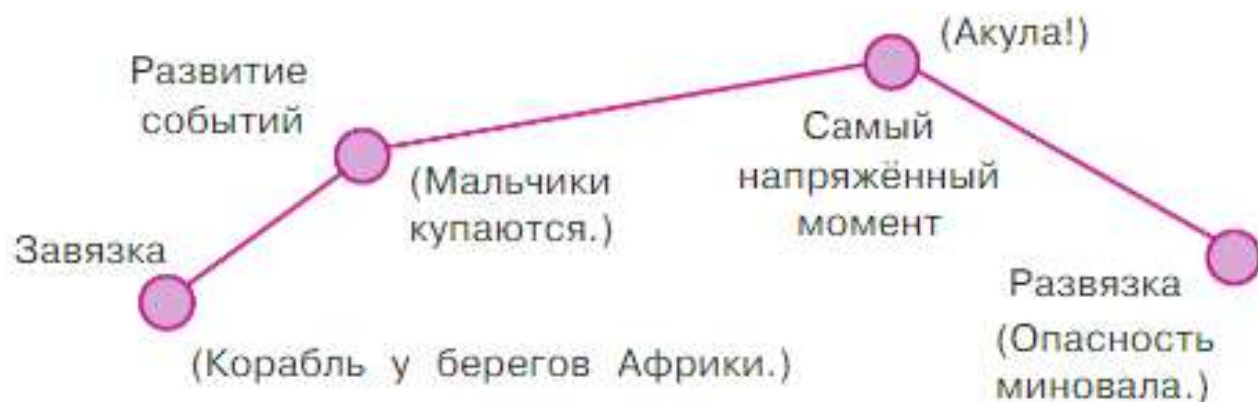 (Акула!)
Развитие
событий
Самый
напряжённый
момент
(Мальчики
купаются.)
Завязка
Развязка
(Корабль у берегов Африки.)
(Опасность
миновала.)